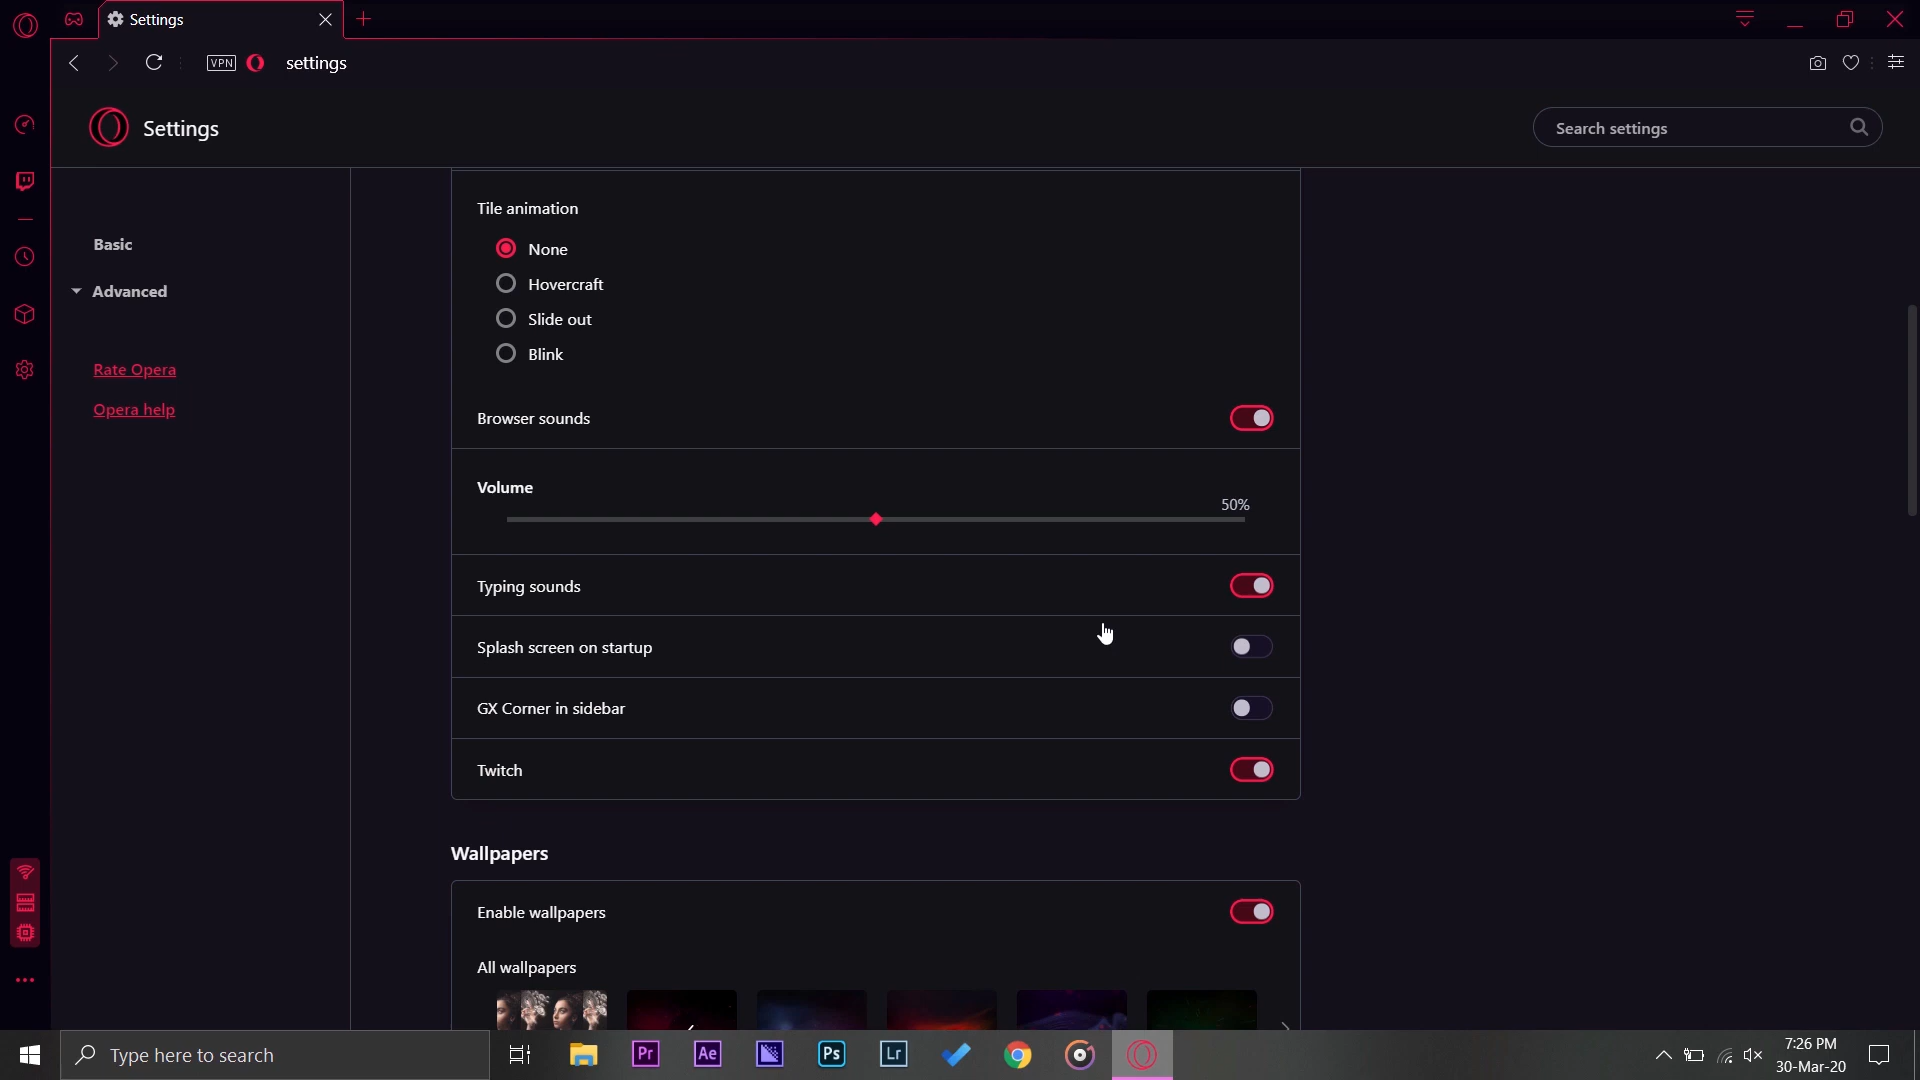 Settings
VPN
settings
Settings
Search settings
Basic
Advanced
Rate Opera
Opera help
Tile animation
None
Hovercraft
Slide out
Blink
Browser sounds
Volume
50%
Typing sounds
Splash screen on startup
GX Corner in sidebar
Twitch
Wallpapers
Enable wallpapers
All wallpapers
Type here to search
Pr
Ae
Ps
Lr
7:26 PM
30-Mar-20